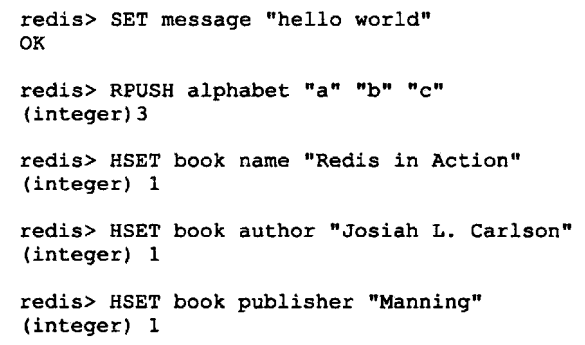 redis> SET message "hello world"
OK
redis> RPUSH alphabet "a" "b" "c"
(integer)3
redis> HSET book name "Redis in Action"
(integer) 1
redis> HSET book author "Josiah L. Carlson"
(integer) 1
redis> HSET book publisher "Manning"
(integer) 1